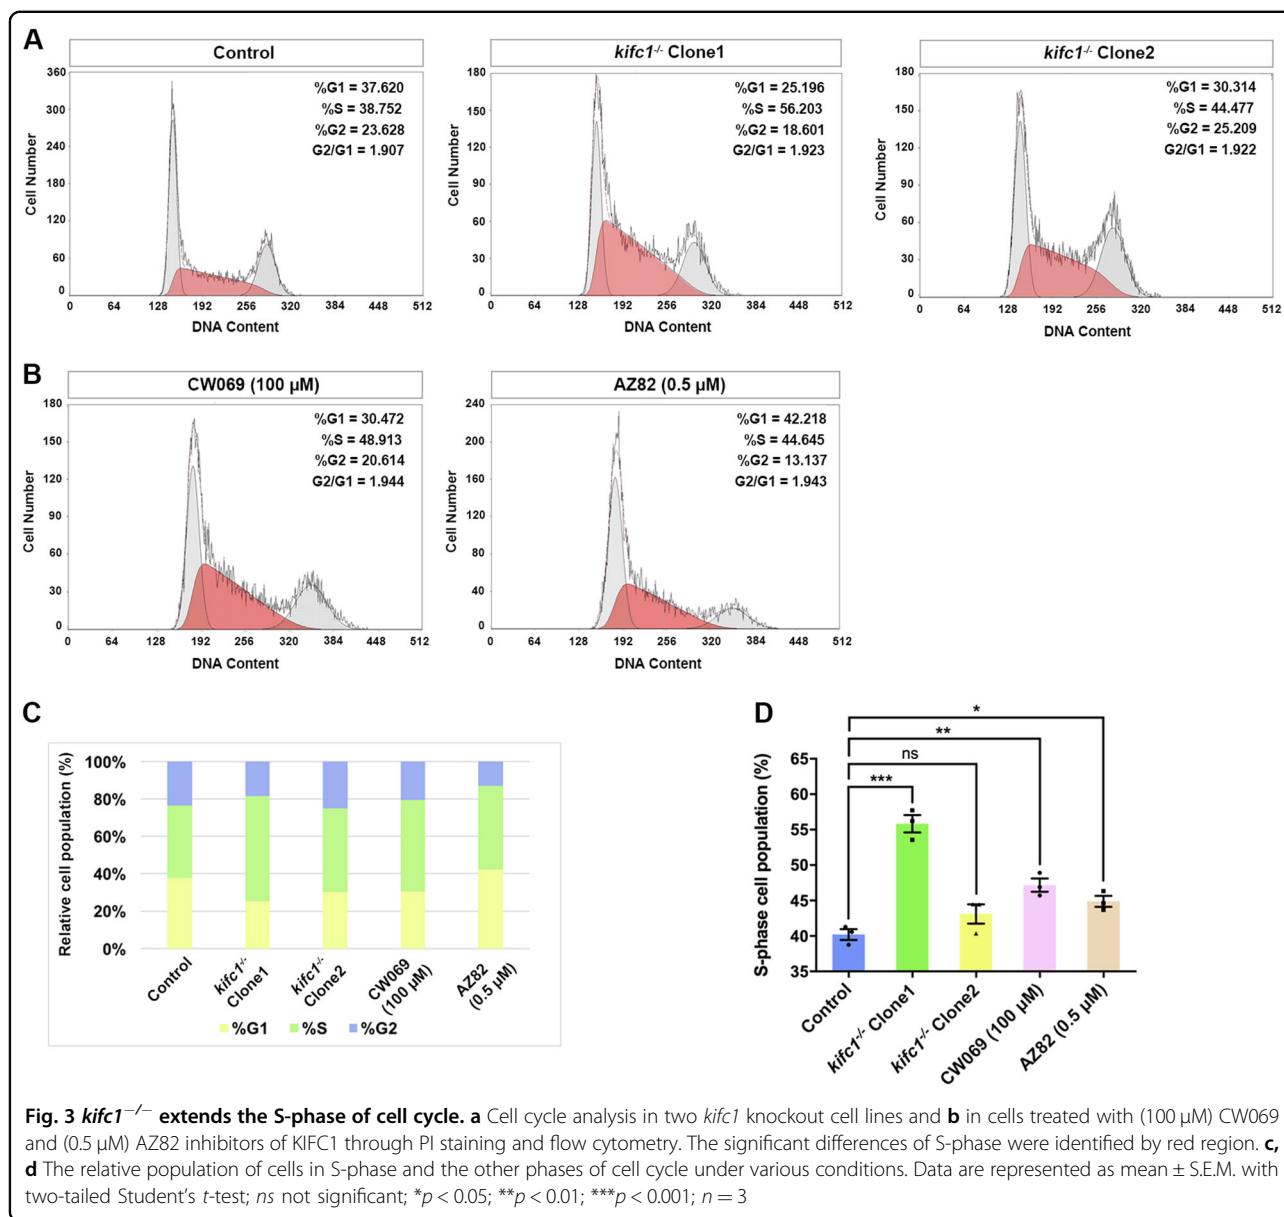 A
Control
kifc1-/- Clone1
kifc1-/- Clone2
%G1 = 37.620
%S = 38.752
%G2 = 23.628
G2/G1 = 1.907
360
300
240
180
120
60
0
Cell Number
0 64 128 192 256 320 384 448 512
DNA Content
%G1 = 25.196
%S = 56.203
%G2 = 18.601
G2/G1 = 1.923
180
150
120
90
60
30
0
Cell Number
0 64 128 192 256 320 384 448 512
DNA Content
%G1 = 30.314
%S = 44.477
%G2 = 25.209
G2/G1 = 1.922
180
150
120
90
60
30
0
Cell Number
0 64 128 192 256 320 384 448 512
DNA Content
B
CW069 (100 µM)
AZ82 (0.5 µM)
%G1 = 30.472
%S = 48.913
%G2 = 20.614
G2/G1 = 1.944
180
150
120
90
60
30
0
Cell Number
0 64 128 192 256 320 384 448 512
DNA Content
%G1 = 42.218
%S = 44.645
%G2 = 13.137
G2/G1 = 1.943
240
200
160
120
80
40
0
Cell Number
0 64 128 192 256 320 384 448 512
DNA Content
C
Relative cell population (%)
100%
80%
60%
40%
20%
0%
Control
kifc1-/- Clone1
kifc1-/- Clone2
CW069 (100 µM)
AZ82 (0.5 µM)
%G1 %S %G2
D
*
**
ns
***
S-phase cell population (%)
65
60
55
50
45
40
35
Control
kifc1-/- Clone1
kifc1-/- Clone2
CW069 (100 µM)
AZ82 (0.5 µM)
Fig. 3 kifc1−/− extends the S-phase of cell cycle. a Cell cycle analysis in two kifc1 knockout cell lines and b in cells treated with (100 µM) CW069
and (0.5 µM) AZ82 inhibitors of KIFC1 through PI staining and flow cytometry. The significant differences of S-phase were identified by red region. c,
d The relative population of cells in S-phase and the other phases of cell cycle under various conditions. Data are represented as mean ± S.E.M. with
two-tailed Student's t-test; ns not significant; *p < 0.05; **p < 0.01; ***p < 0.001; n = 3